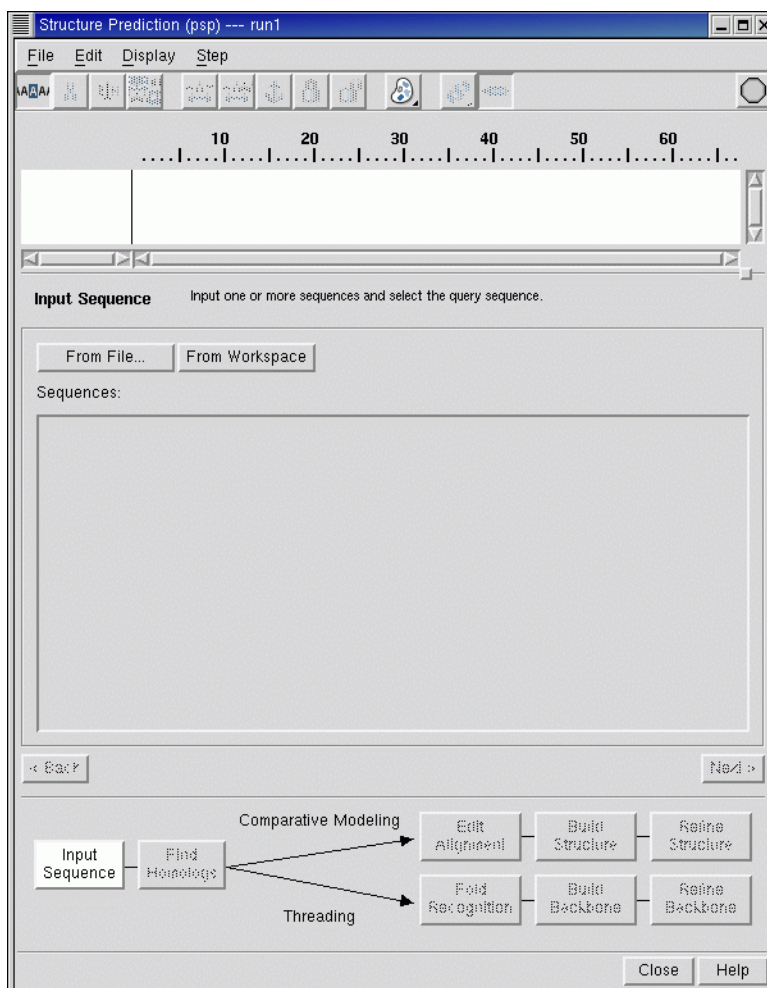 Structure Prediction (psp) --- run1
File Edit Display Step
10 20 30 40 50 60
Input Sequence Input one or more sequences and select the query sequence.
From File... From Workspace
Sequences:
< Back Next >
Comparative Modeling
Edit Alignment Build Structure Refine Structure
Input Sequence Find Homologs
Fold Recognition Build Backbone Refine Backbone
Threading
Close Help